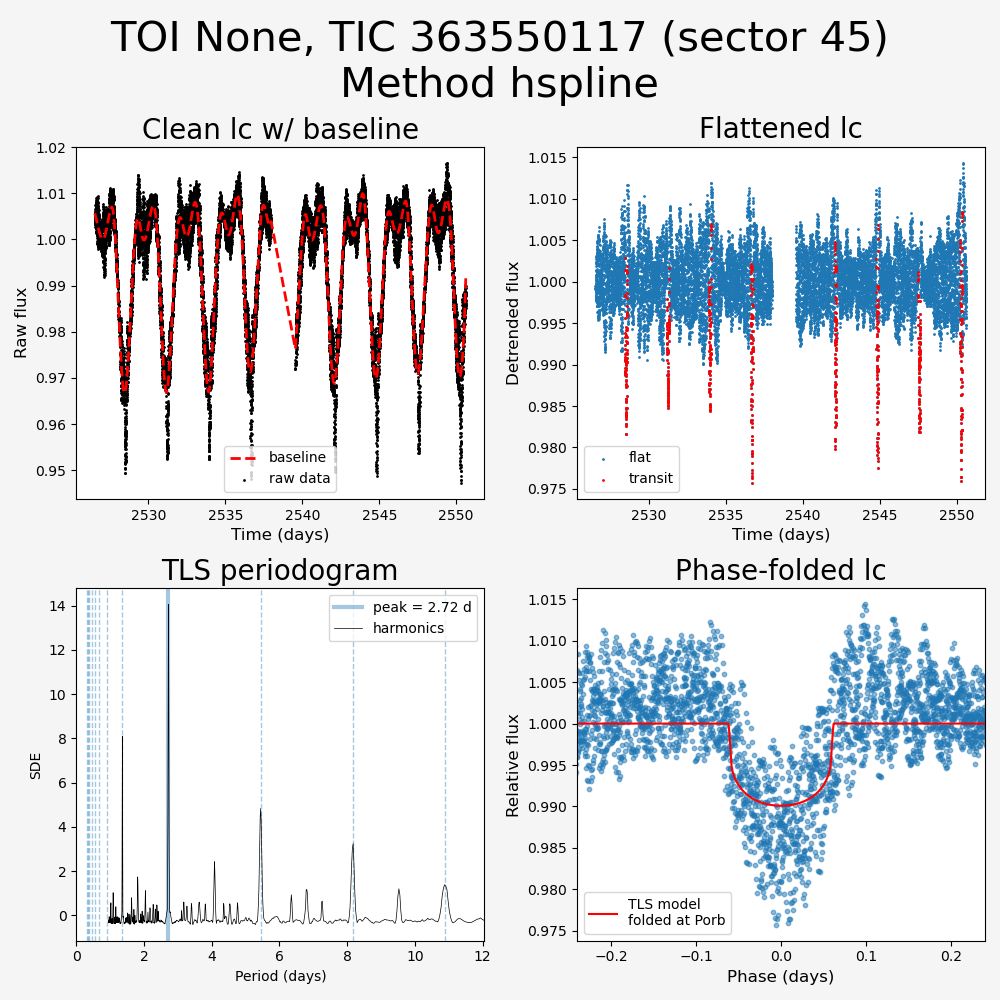 TOI None, TIC 363550117 (sector 45)
Method hspline
Clean lc w/ baseline
Raw flux
1.02
1.01
1.00
0.99
0.98
0.97
0.96
0.95
baseline
raw data
2530
2535
2540
2545
2550
Time (days)
Flattened lc
Detrended flux
1.015
1.010
1.005
1.000
0.995
0.990
0.985
0.980
0.975
flat
transit
2530
2535
2540
2545
2550
Time (days)
TLS periodogram
SDE
14
12
10
8
6
4
2
0
peak = 2.72 d
harmonics
0
2
4
6
8
10
12
Period (days)
Phase-folded lc
Relative flux
1.015
1.010
1.005
1.000
0.995
0.990
0.985
0.980
0.975
TLS model
folded at Porb
−0.2
−0.1
0.0
0.1
0.2
Phase (days)